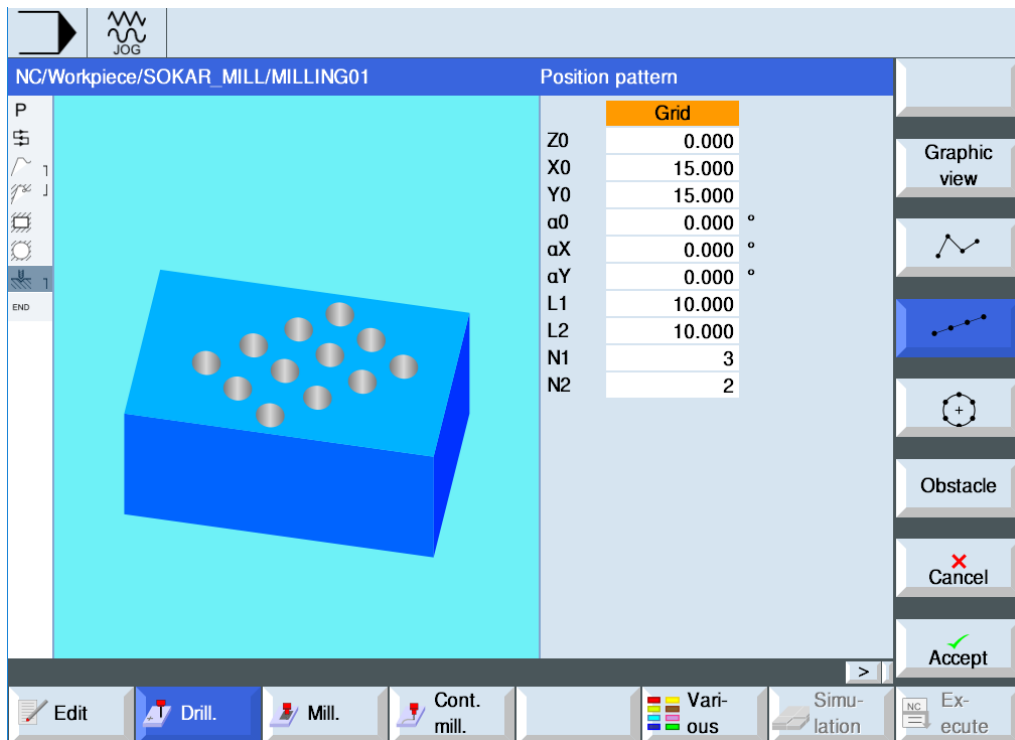 JOG
NC/Workpiece/SOKAR_MILL/MILLING01
Position pattern
P
END
Grid
Z0 0.000
X0 15.000
Y0 15.000
α0 0.000 °
αX 0.000 °
αY 0.000 °
L1 10.000
L2 10.000
N1 3
N2 2
Graphic
view
Obstacle
Cancel
Accept
>
Edit
Drill.
Mill.
Cont.
mill.
Vari-
ous
Simu-
lation
NC
Ex-
ecute